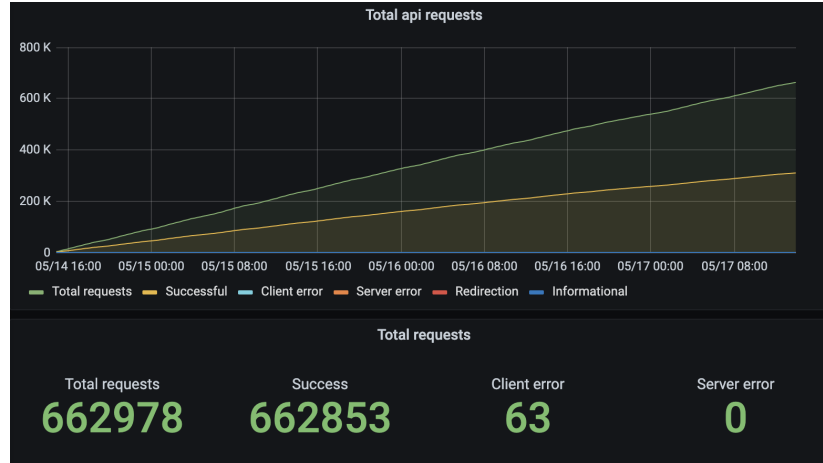 Total api requests
800 K
600 K
400 K
200 K
0
05/14 16:00 05/15 00:00 05/15 08:00 05/15 16:00 05/16 00:00 05/16 08:00 05/16 16:00 05/17 00:00 05/17 08:00
Total requests Successful Client error Server error Redirection Informational
Total requests
Total requests Success Client error Server error
662978 662853 63 0